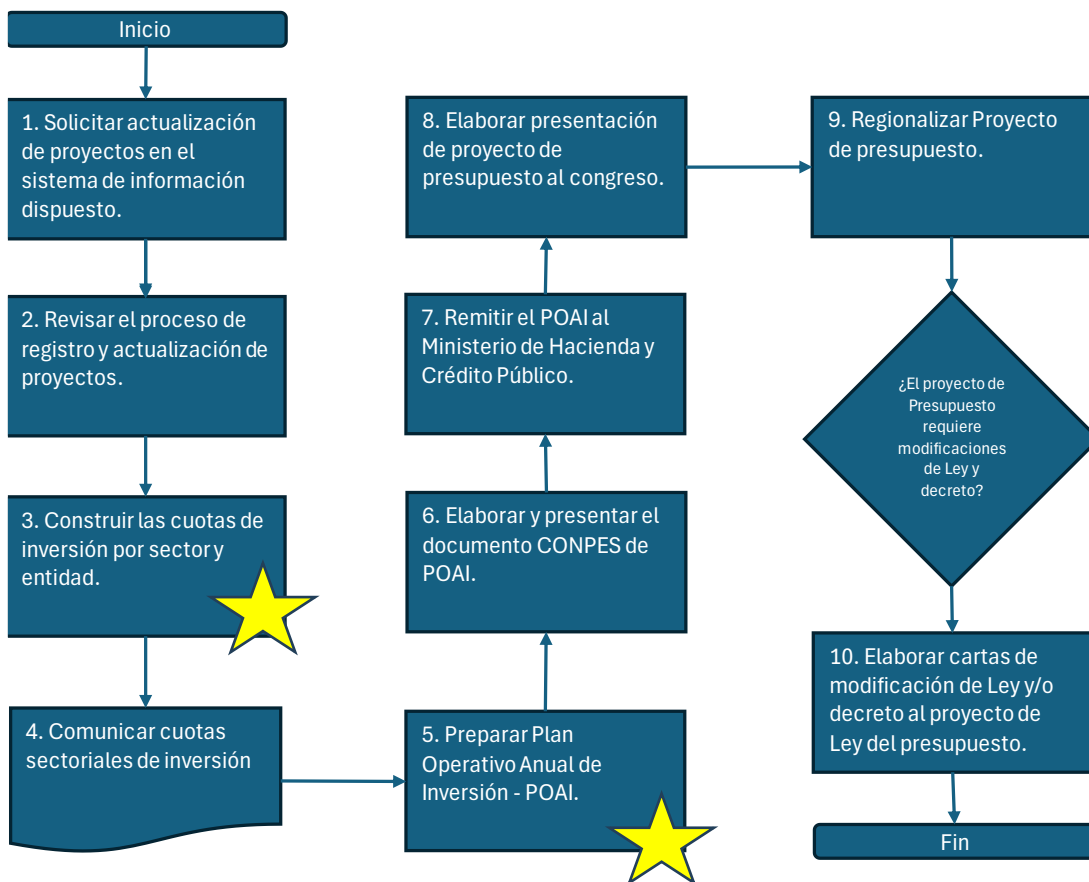 Inicio
1. Solicitar actualización
de proyectos en el
sistema de información
dispuesto.
2. Revisar el proceso de
registro y actualización de
proyectos.
3. Construir las cuotas de
inversión por sector y
entidad.
4. Comunicar cuotas
sectoriales de inversión
5. Preparar Plan
Operativo Anual de
Inversión - POAI.
6. Elaborar y presentar el
documento CONPES de
POAI.
7. Remitir el POAI al
Ministerio de Hacienda y
Crédito Público.
8. Elaborar presentación
de proyecto de
presupuesto al congreso.
9. Regionalizar Proyecto
de presupuesto.
¿El proyecto de
Presupuesto
requiere
modificaciones
de Ley y
decreto?
10. Elaborar cartas de
modificación de Ley y/o
decreto al proyecto de
Ley del presupuesto.
Fin